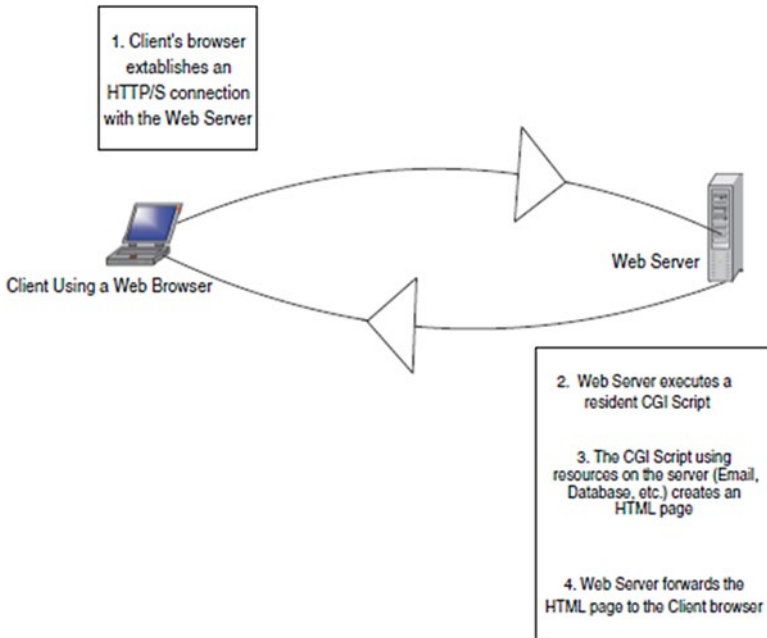 1. Client's browser
extablishes an
HTTP/S connection
with the Web Server
Web Server
Client Using a Web Browser
2. Web Server executes a
resident CGI Script
3. The CGI Script using
resources on the server (Email,
Database, etc.) creates an
HTML page
4. Web Server forwards the
HTML page to the Client browser